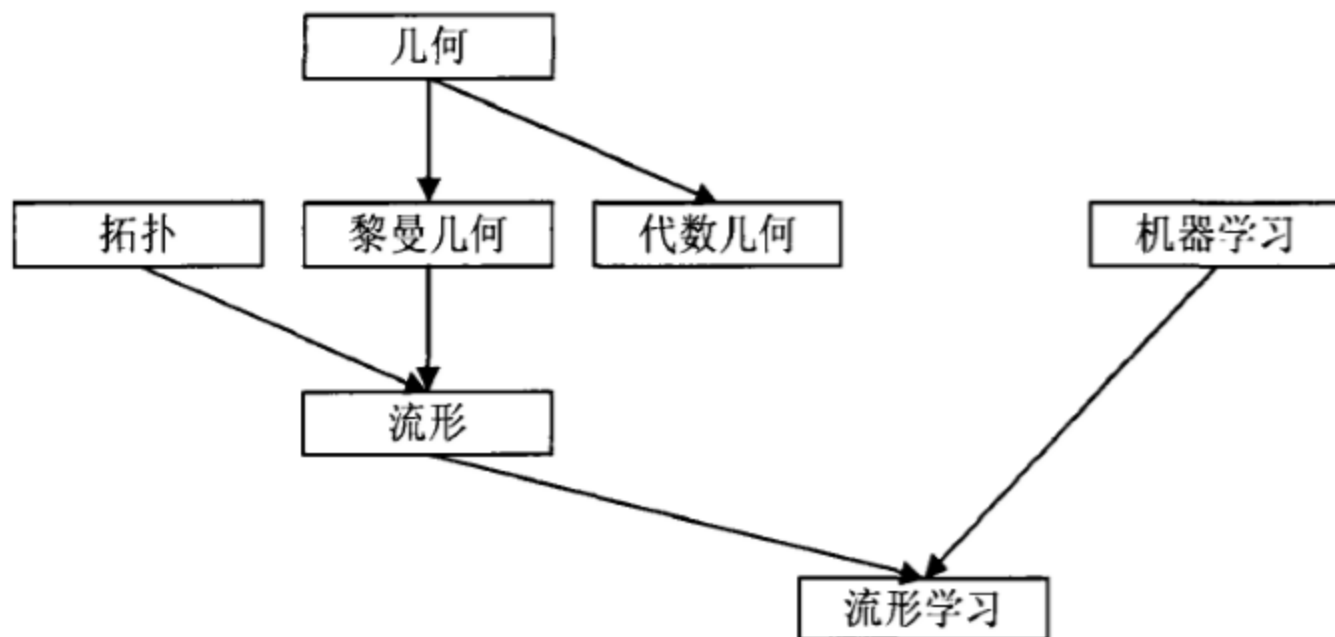 几何
拓扑
黎曼几何
代数几何
机器学习
流形
流形学习